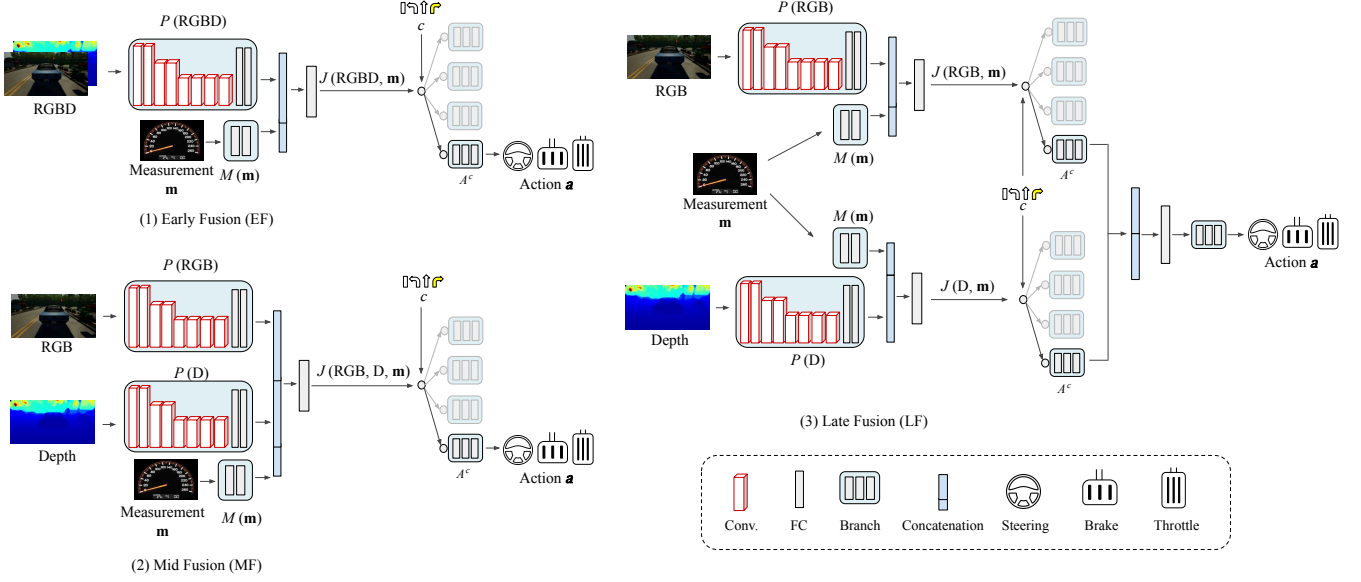 P (RGBD)
RGBD
Measurement
m
M (m)
J (RGBD, m)
c
A^c
Action a
(1) Early Fusion (EF)
P (RGB)
RGB
P (D)
Depth
Measurement
m
M (m)
J (RGB, D, m)
c
A^c
Action a
(2) Mid Fusion (MF)
P (RGB)
RGB
M (m)
J (RGB, m)
A^c
Measurement
m
c
M (m)
Depth
P (D)
J (D, m)
A^c
Action a
(3) Late Fusion (LF)
Conv.
FC
Branch
Concatenation
Steering
Brake
Throttle